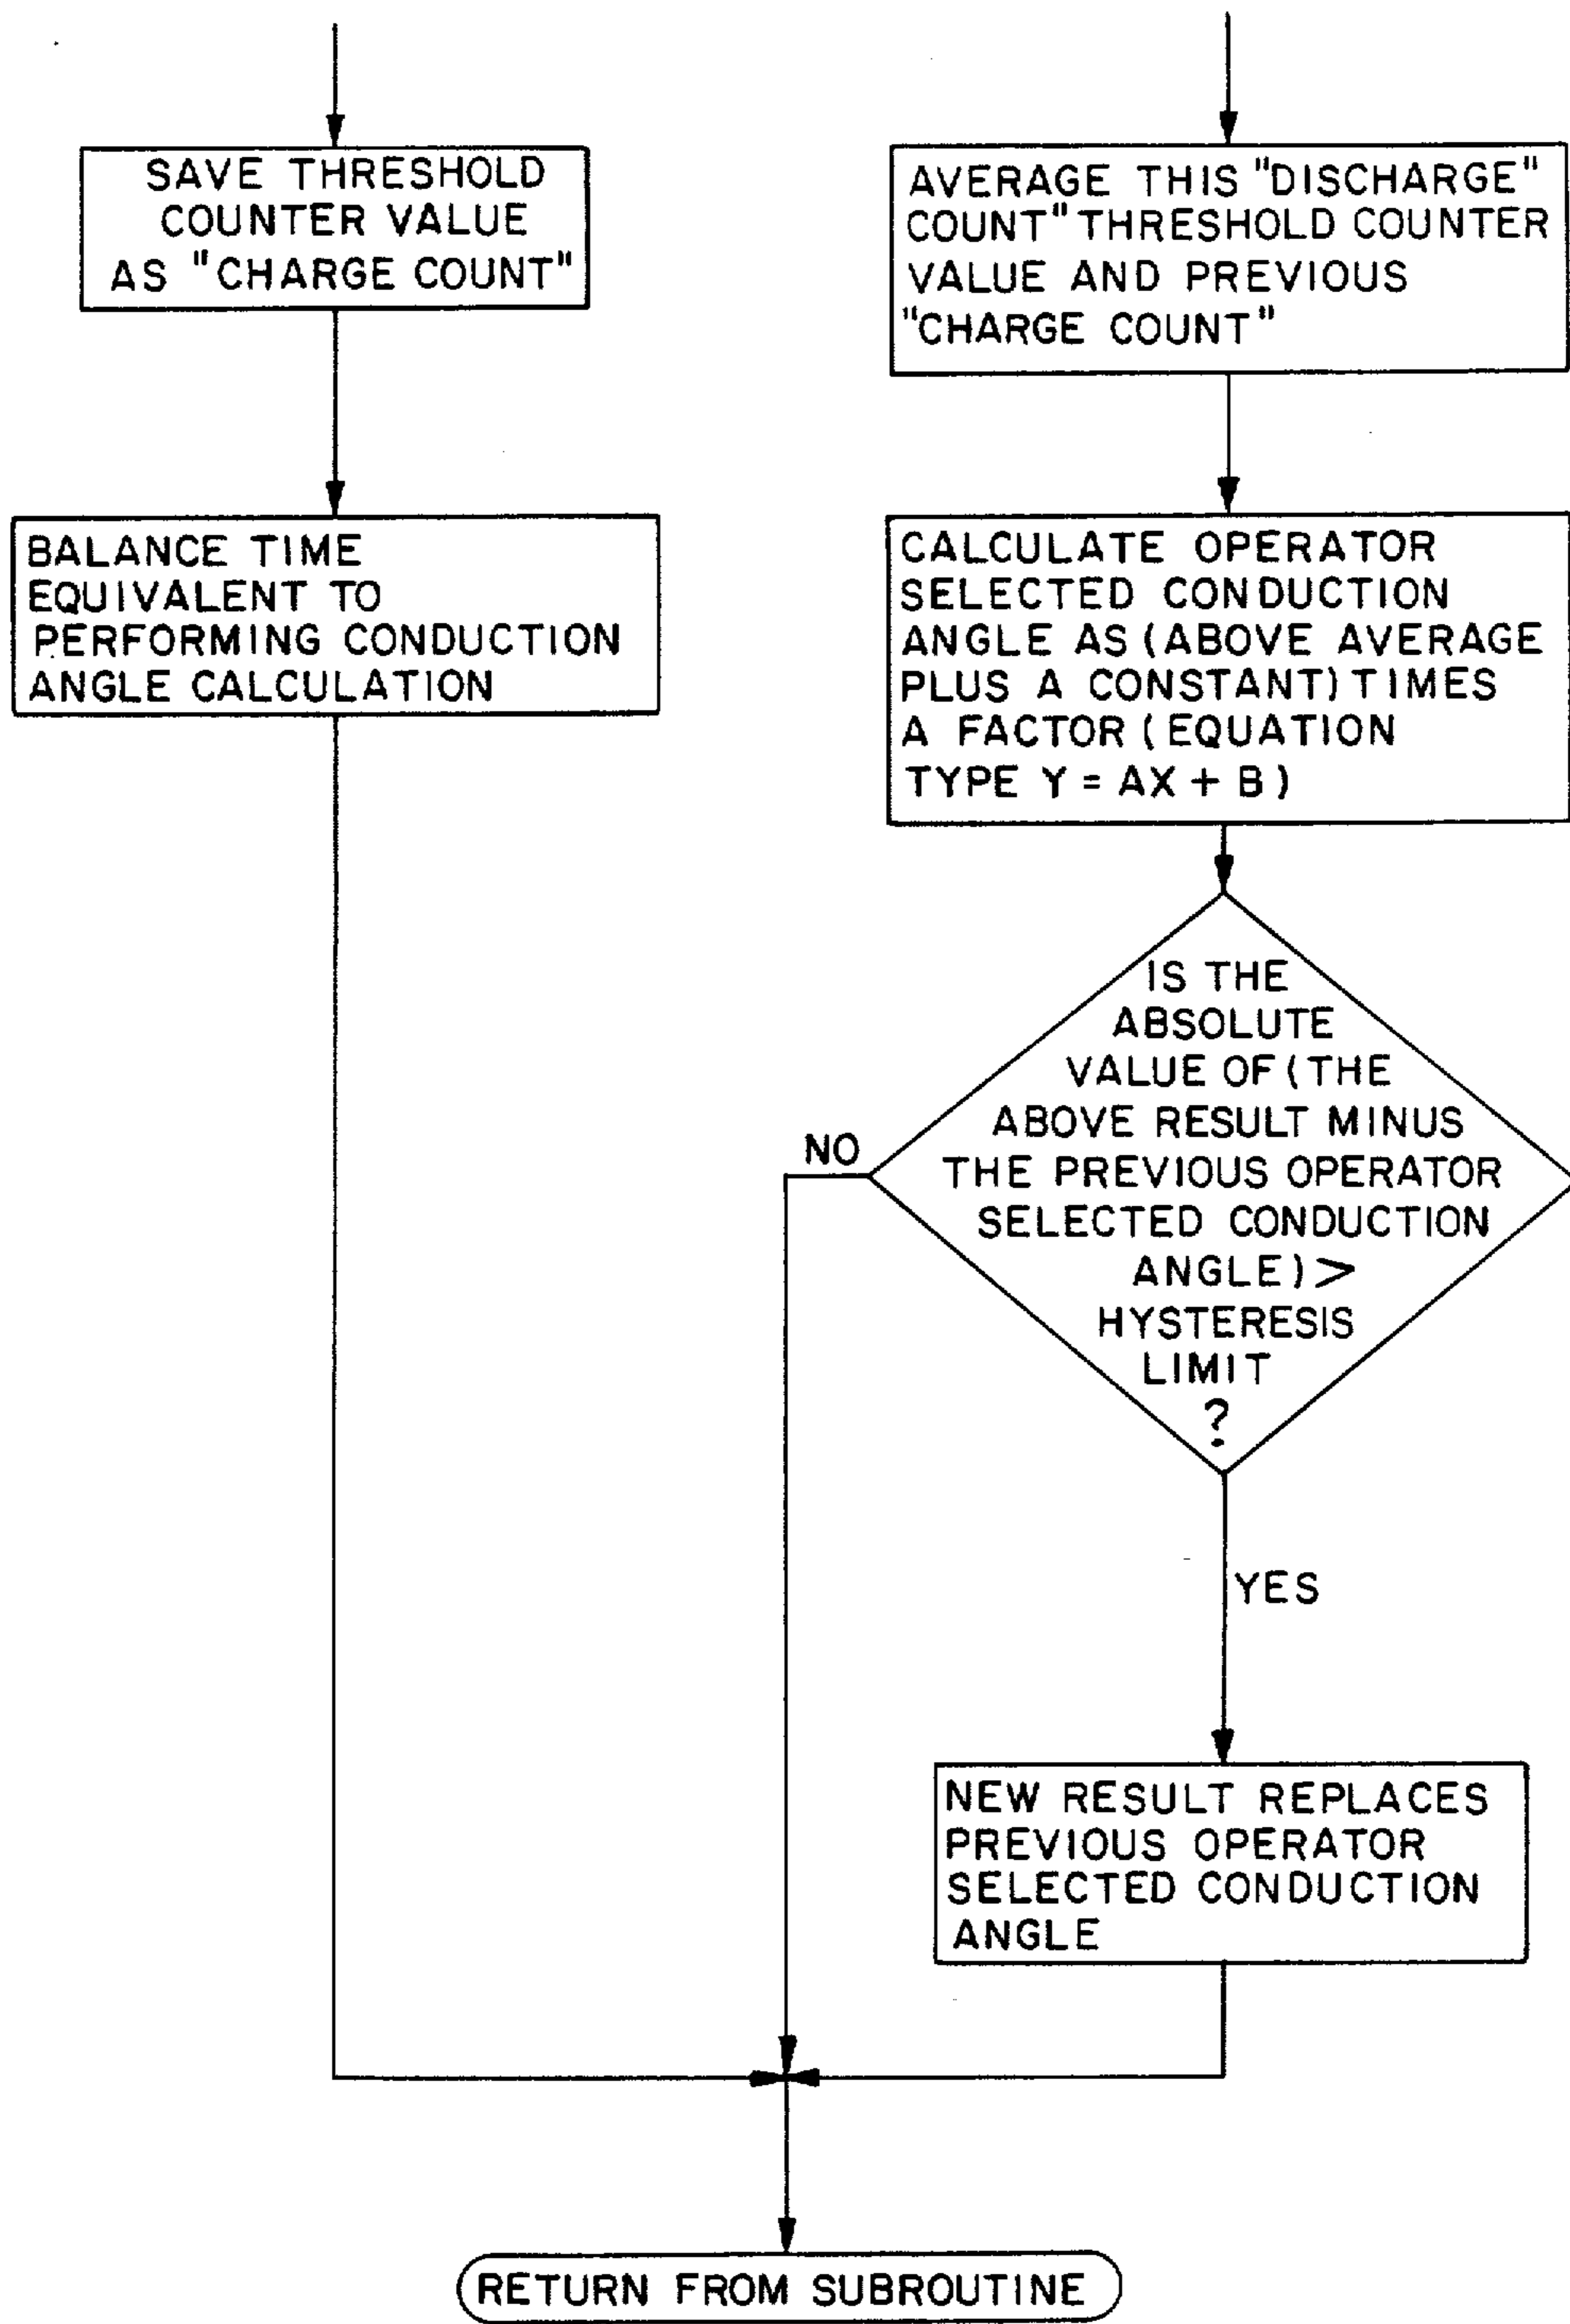 SAVE THRESHOLD
COUNTER VALUE
AS "CHARGE COUNT"
BALANCE TIME
EQUIVALENT TO
PERFORMING CONDUCTION
ANGLE CALCULATION
AVERAGE THIS "DISCHARGE"
COUNT" THRESHOLD COUNTER
VALUE AND PREVIOUS
"CHARGE COUNT"
CALCULATE OPERATOR
SELECTED CONDUCTION
ANGLE AS (ABOVE AVERAGE
PLUS A CONSTANT) TIMES
A FACTOR (EQUATION
TYPE Y = AX + B)
IS THE
ABSOLUTE
VALUE OF (THE
ABOVE RESULT MINUS
THE PREVIOUS OPERATOR
SELECTED CONDUCTION
ANGLE) >
HYSTERESIS
LIMIT
?
NO
YES
NEW RESULT REPLACES
PREVIOUS OPERATOR
SELECTED CONDUCTION
ANGLE
RETURN FROM SUBROUTINE